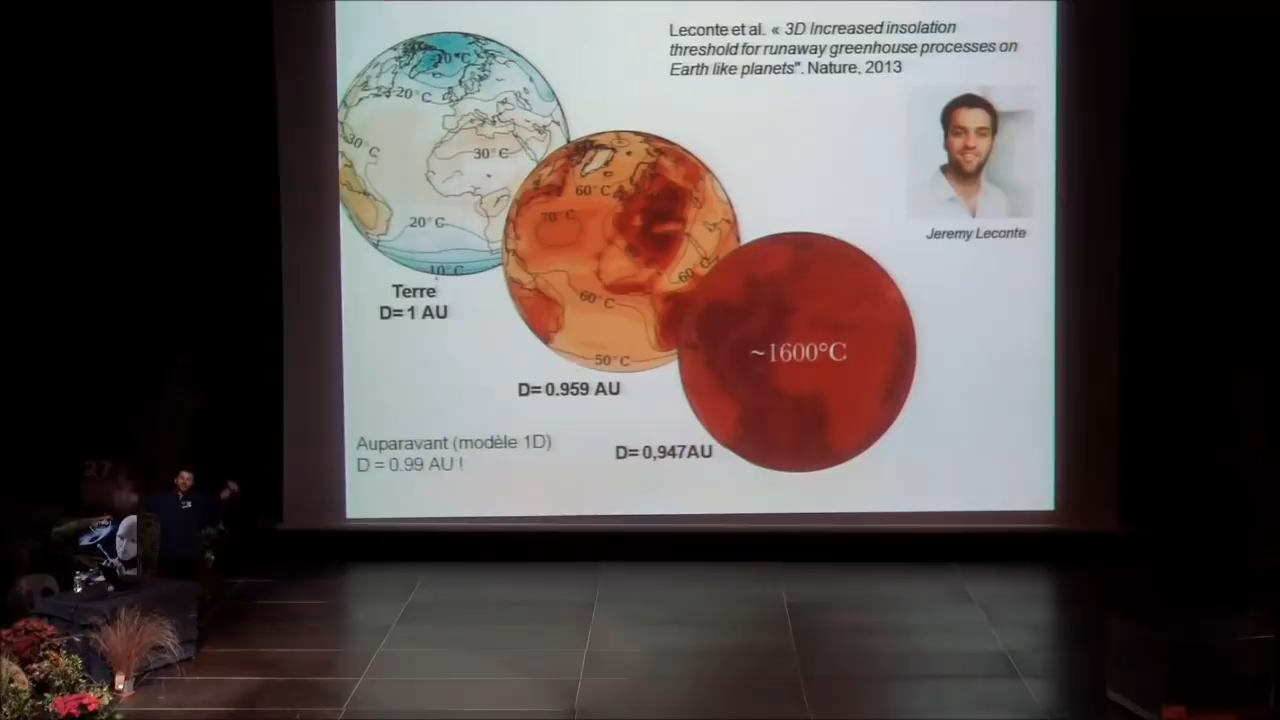 Leconte et al. « 3D Increased insolation
threshold for runaway greenhouse processes on
Earth like planets". Nature, 2013
Jeremy Leconte
10°C
20°C
30°C
30°C
20°C
10°C
Terre
D= 1 AU
60°C
70°C
60°C
60°C
50°C
D= 0.959 AU
~1600°C
D= 0,947AU
Auparavant (modèle 1D)
D = 0.99 AU !
27